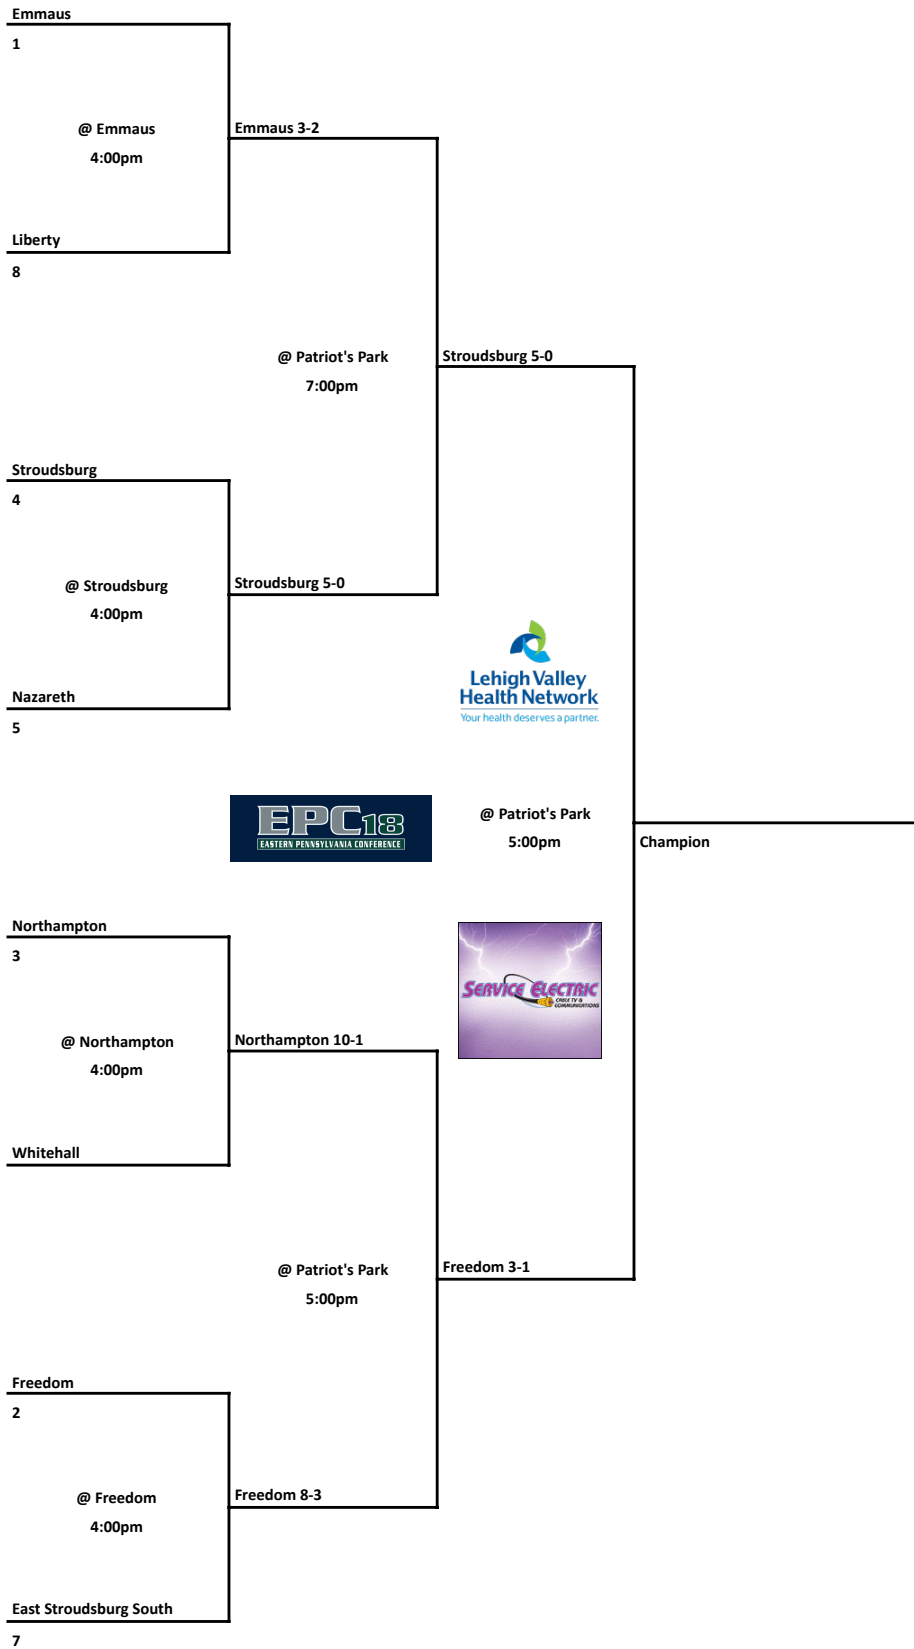 Emmaus
1
@ Emmaus
4:00pm
Emmaus 3-2
Liberty
8
@ Patriot's Park
7:00pm
Stroudsburg 5-0
Stroudsburg
4
@ Stroudsburg
4:00pm
Stroudsburg 5-0
Nazareth
5
Lehigh Valley
Health Network
Your health deserves a partner.
EPC18
EASTERN PENNSYLVANIA CONFERENCE
@ Patriot's Park
5:00pm
Champion
Northampton
3
@ Northampton
4:00pm
Northampton 10-1
SERVICE ELECTRIC
CABLE TV &
COMMUNICATIONS
Whitehall
@ Patriot's Park
5:00pm
Freedom 3-1
Freedom
2
@ Freedom
4:00pm
Freedom 8-3
East Stroudsburg South
7